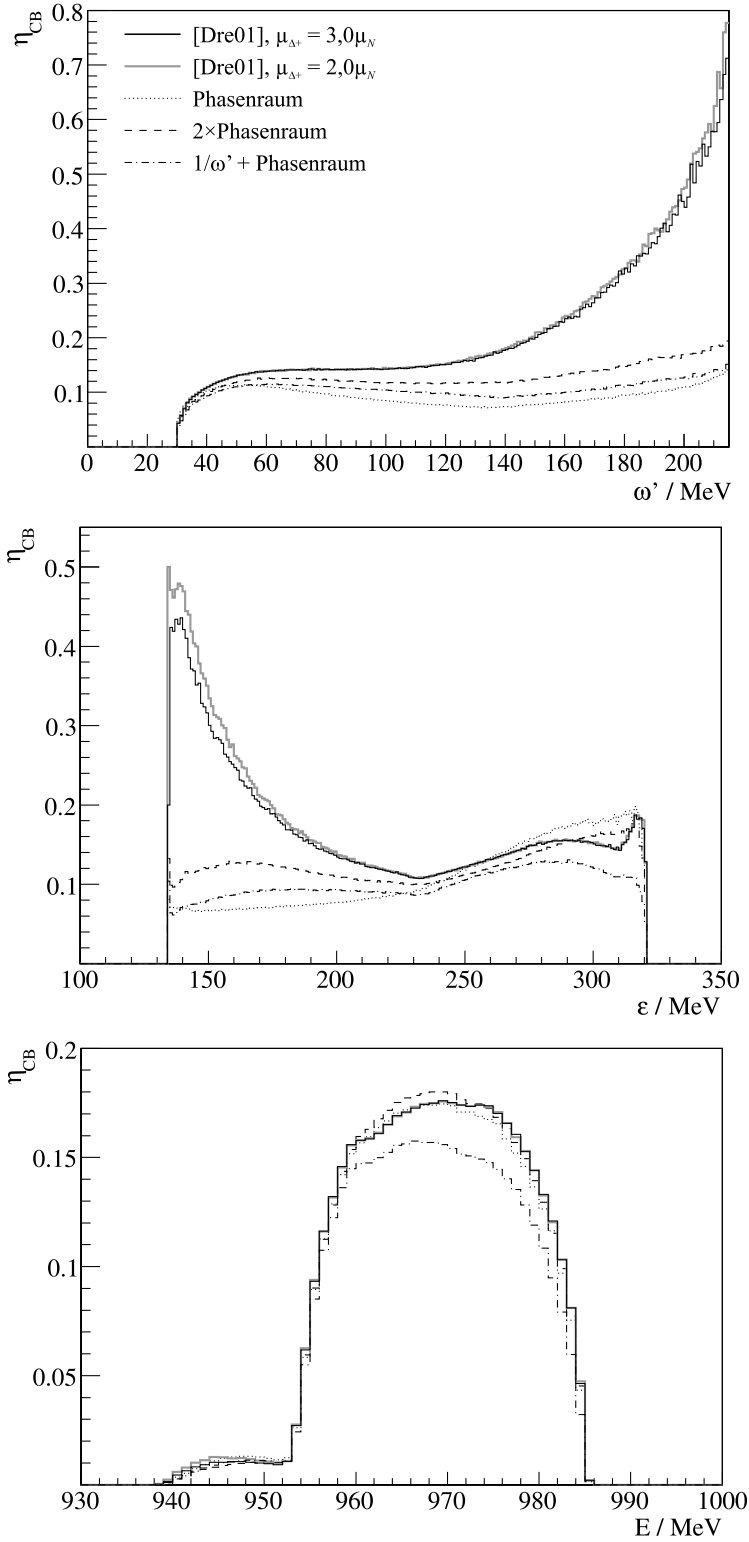 η_CB
0.8
0.7
0.6
0.5
0.4
0.3
0.2
0.1
[Dre01], μ_Δ+ = 3,0μ_N
[Dre01], μ_Δ+ = 2,0μ_N
Phasenraum
2×Phasenraum
1/ω’ + Phasenraum
0 20 40 60 80 100 120 140 160 180 200
ω’ / MeV
η_CB
0.5
0.4
0.3
0.2
0.1
100 150 200 250 300 350
ε / MeV
η_CB
0.2
0.15
0.1
0.05
930 940 950 960 970 980 990 1000
E / MeV